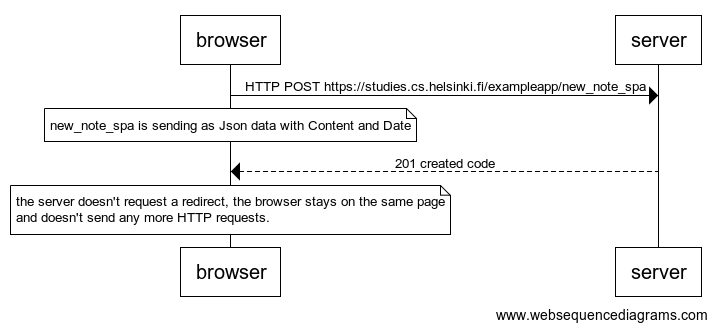 browser
server
HTTP POST https://studies.cs.helsinki.fi/exampleapp/new_note_spa
new_note_spa is sending as Json data with Content and Date
201 created code
the server doesn't request a redirect, the browser stays on the same page
and doesn't send any more HTTP requests.
browser
server
www.websequencediagrams.com